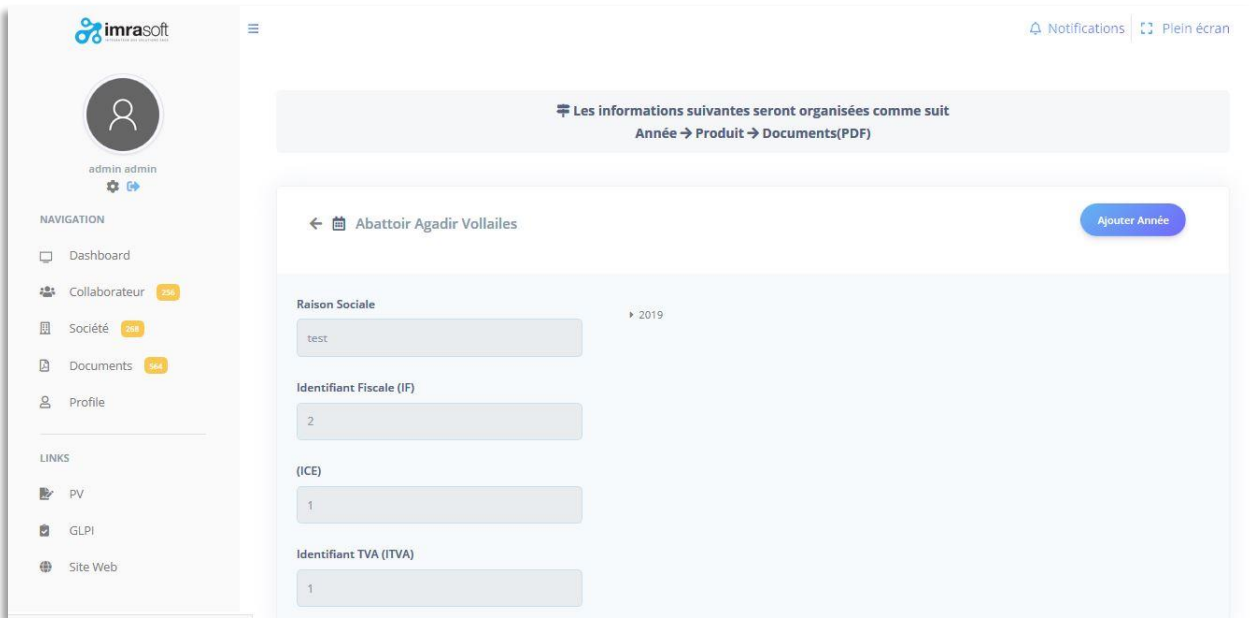 imrasoft
Notifications
Plein écran
admin admin
NAVIGATION
Dashboard
Collaborateur 256
Société 268
Documents 564
Profile
LINKS
PV
GLPI
Site Web
Les informations suivantes seront organisées comme suit
Année → Produit → Documents(PDF)
Abattoir Agadir Vollailes
Ajouter Année
Raison Sociale
test
Identifiant Fiscale (IF)
2
(ICE)
1
Identifiant TVA (ITVA)
1
2019